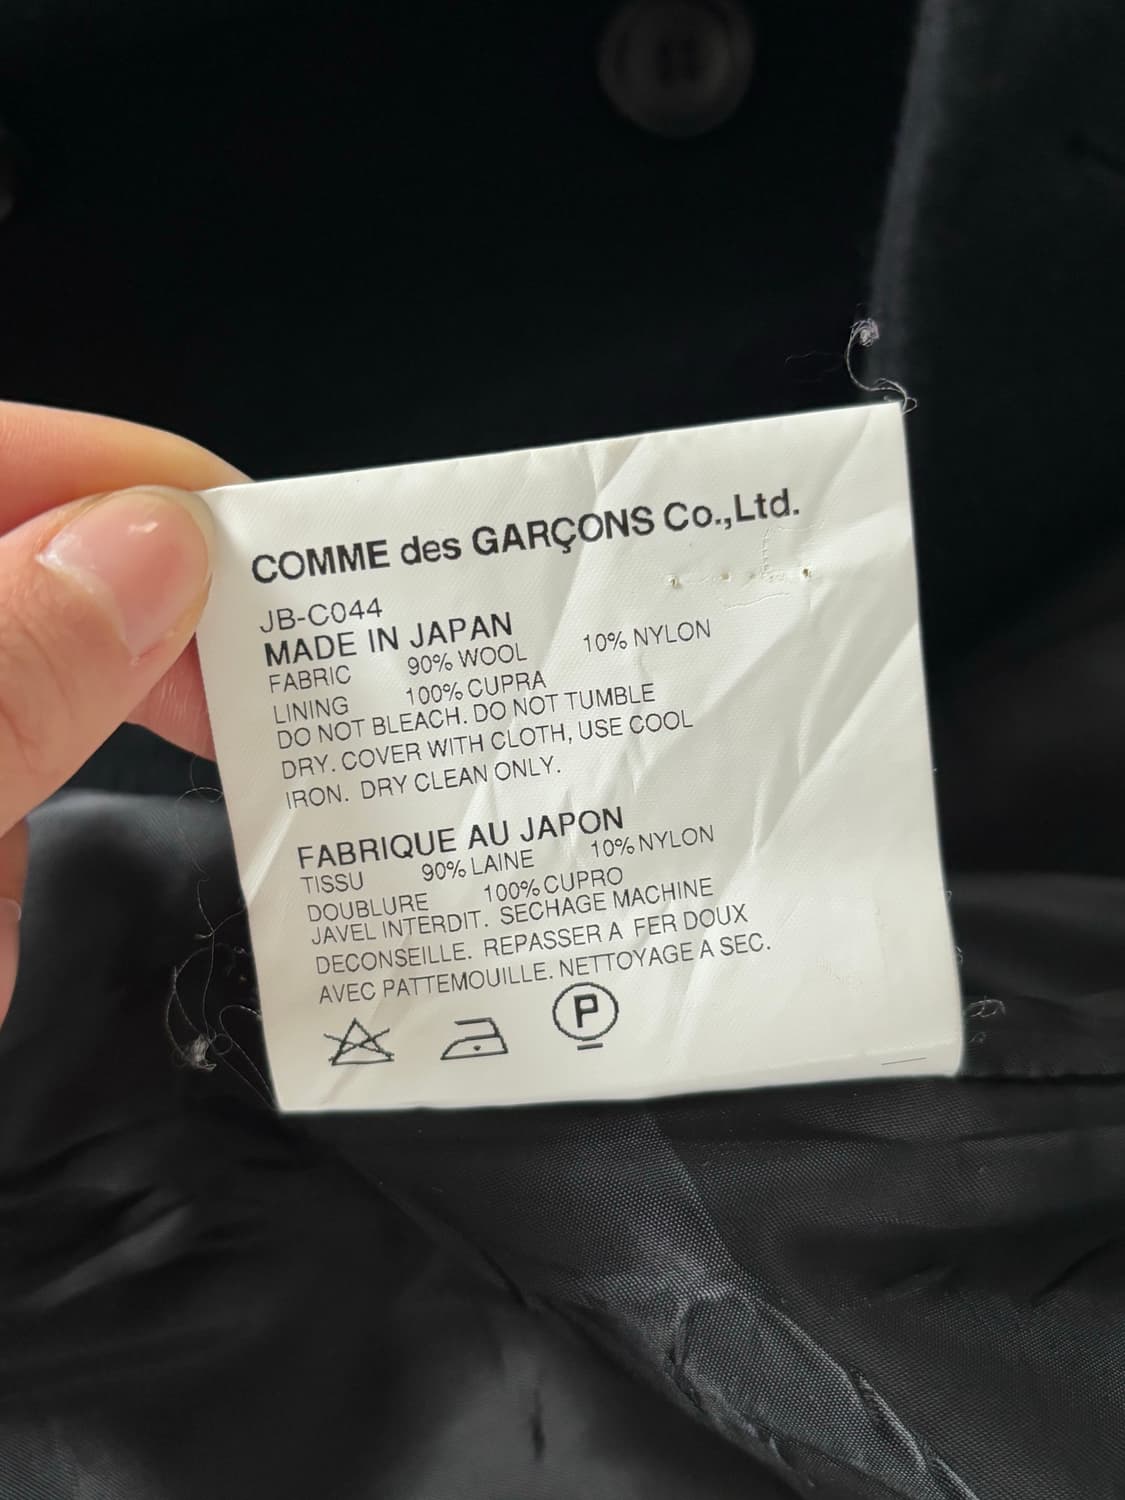 COMME des GARÇONS Co.,Ltd.
JB-C044
MADE IN JAPAN
FABRIC 90% WOOL 10% NYLON
LINING 100% CUPRA
DO NOT BLEACH. DO NOT TUMBLE
DRY. COVER WITH CLOTH, USE COOL
IRON. DRY CLEAN ONLY.
FABRIQUE AU JAPON
TISSU 90% LAINE 10% NYLON
DOUBLURE 100% CUPRO
JAVEL INTERDIT. SECHAGE MACHINE
DECONSEILLE. REPASSER A FER DOUX
AVEC PATTEMOUILLE. NETTOYAGE A SEC.
P